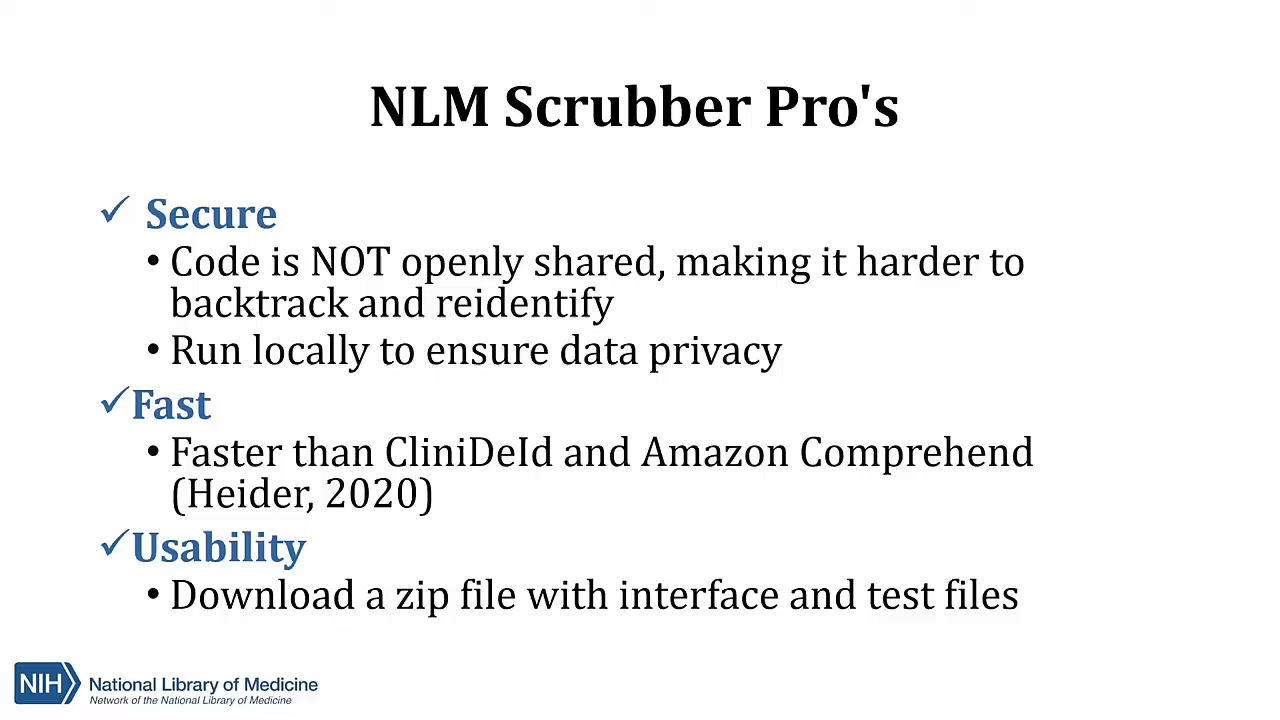 NLM Scrubber Pro's
✓ Secure
• Code is NOT openly shared, making it harder to
backtrack and reidentify
• Run locally to ensure data privacy
✓Fast
• Faster than CliniDeId and Amazon Comprehend
(Heider, 2020)
✓Usability
• Download a zip file with interface and test files
NIH National Library of Medicine
Network of the National Library of Medicine